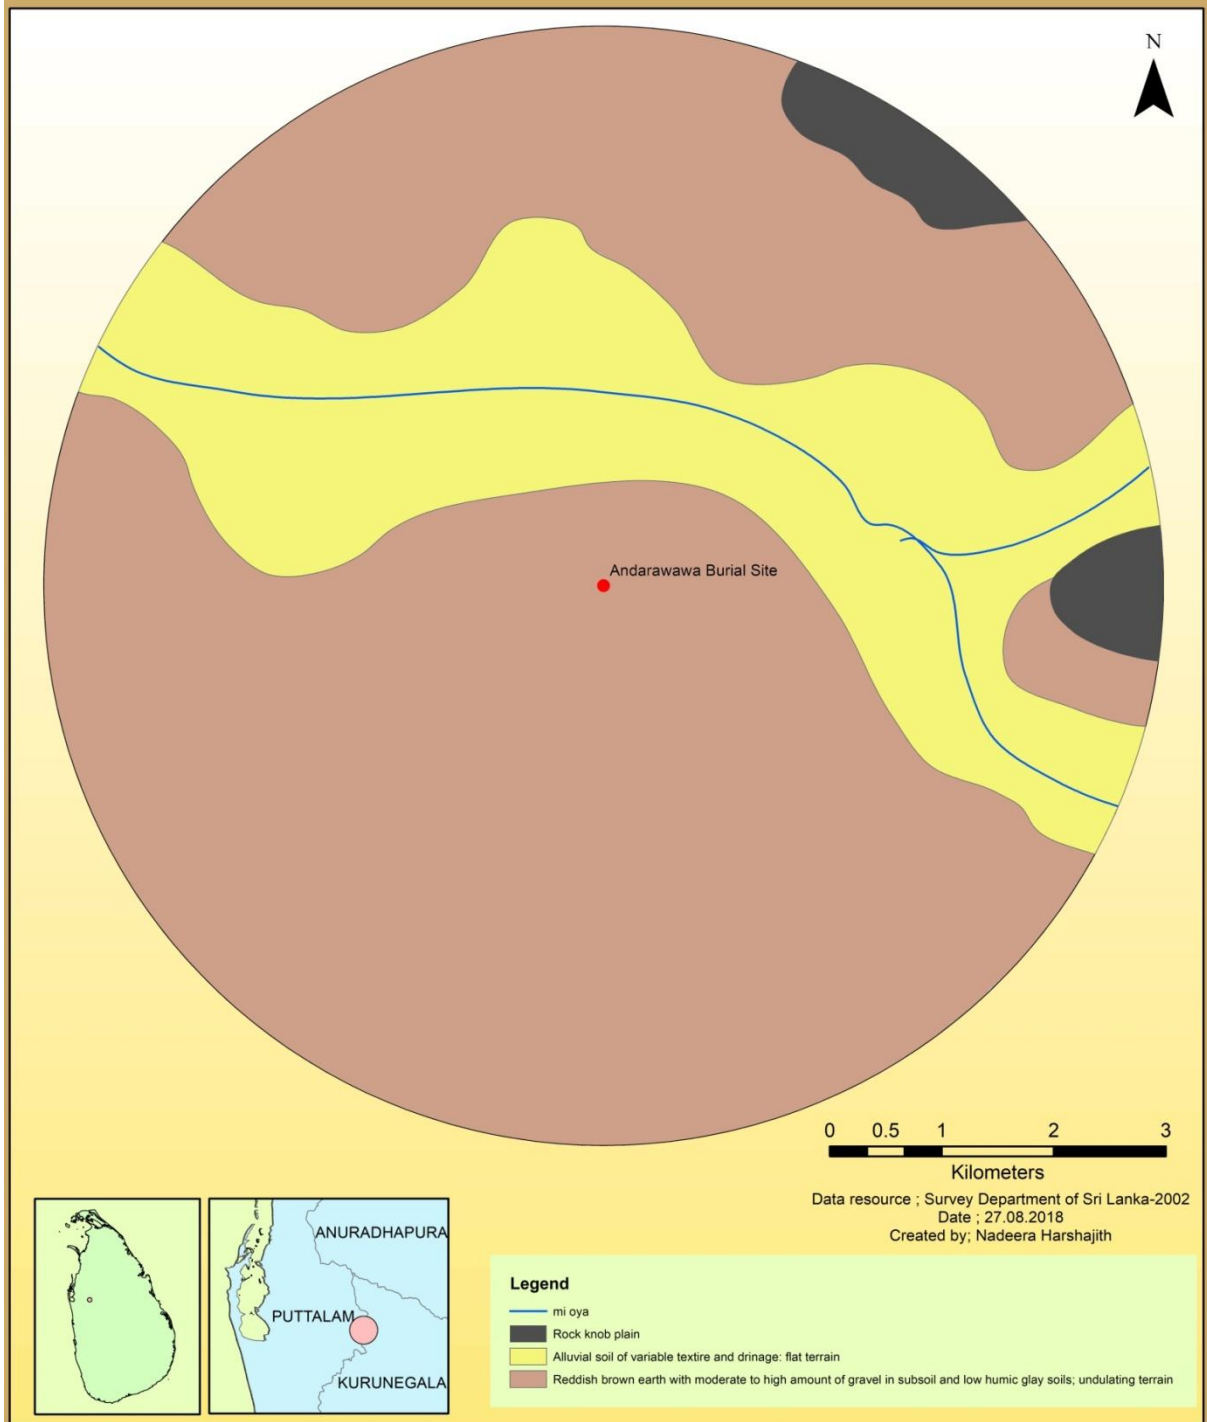 N
Andarawawa Burial Site
0 0.5 1 2 3
Kilometers
Data resource ; Survey Department of Sri Lanka-2002
Date ; 27.08.2018
Created by; Nadeera Harshajith
ANURADHAPURA
PUTTALAM
KURUNEGALA
Legend
mi oya
Rock knob plain
Alluvial soil of variable textire and drinage: flat terrain
Reddish brown earth with moderate to high amount of gravel in subsoil and low humic glay soils; undulating terrain